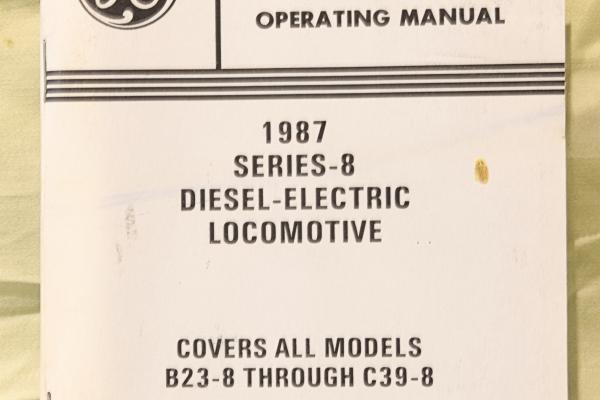 OPERATING MANUAL
1987
SERIES-8
DIESEL-ELECTRIC
LOCOMOTIVE
COVERS ALL MODELS
B23-8 THROUGH C39-8